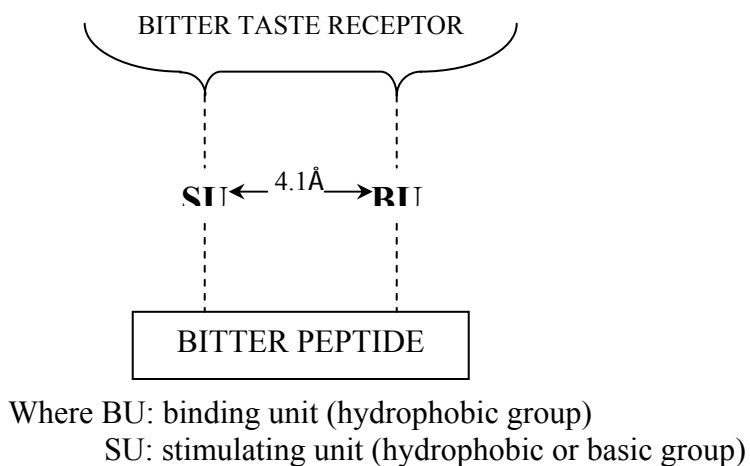 BITTER TASTE RECEPTOR
SU 4.1Å BU
BITTER PEPTIDE
Where BU: binding unit (hydrophobic group)
SU: stimulating unit (hydrophobic or basic group)